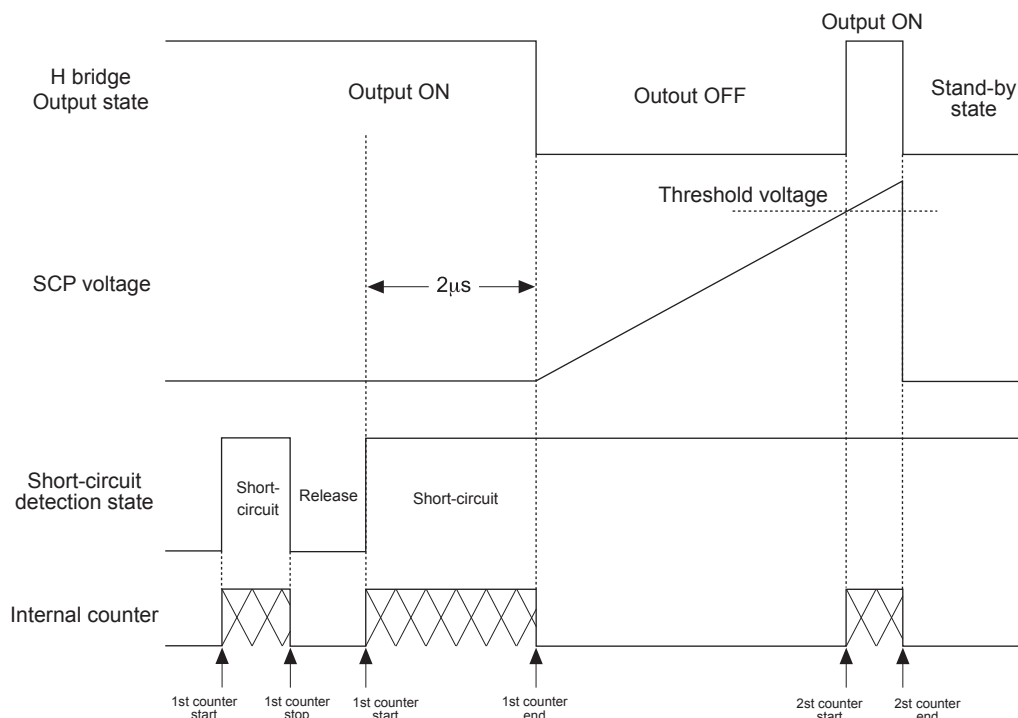 Output ON
H bridge
Output state
Output ON
Outout OFF
Stand-by
state
Threshold voltage
SCP voltage
2μs
Short-circuit
detection state
Short-
circuit
Release
Short-circuit
Internal counter
1st counter
start
1st counter
stop
1st counter
start
1st counter
end
2st counter
start
2st counter
end